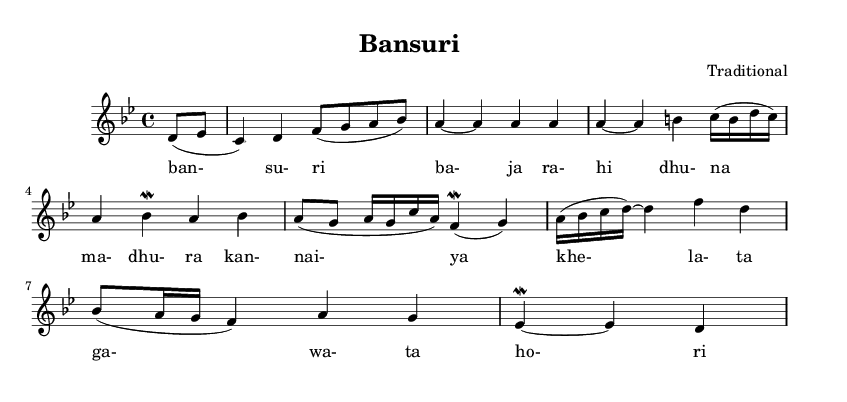 Bansuri
Traditional
ban- su- ri ba- ja ra- hi dhu- na
4
ma- dhu- ra kan- nai- ya khe- la- ta
7
ga- wa- ta ho- ri